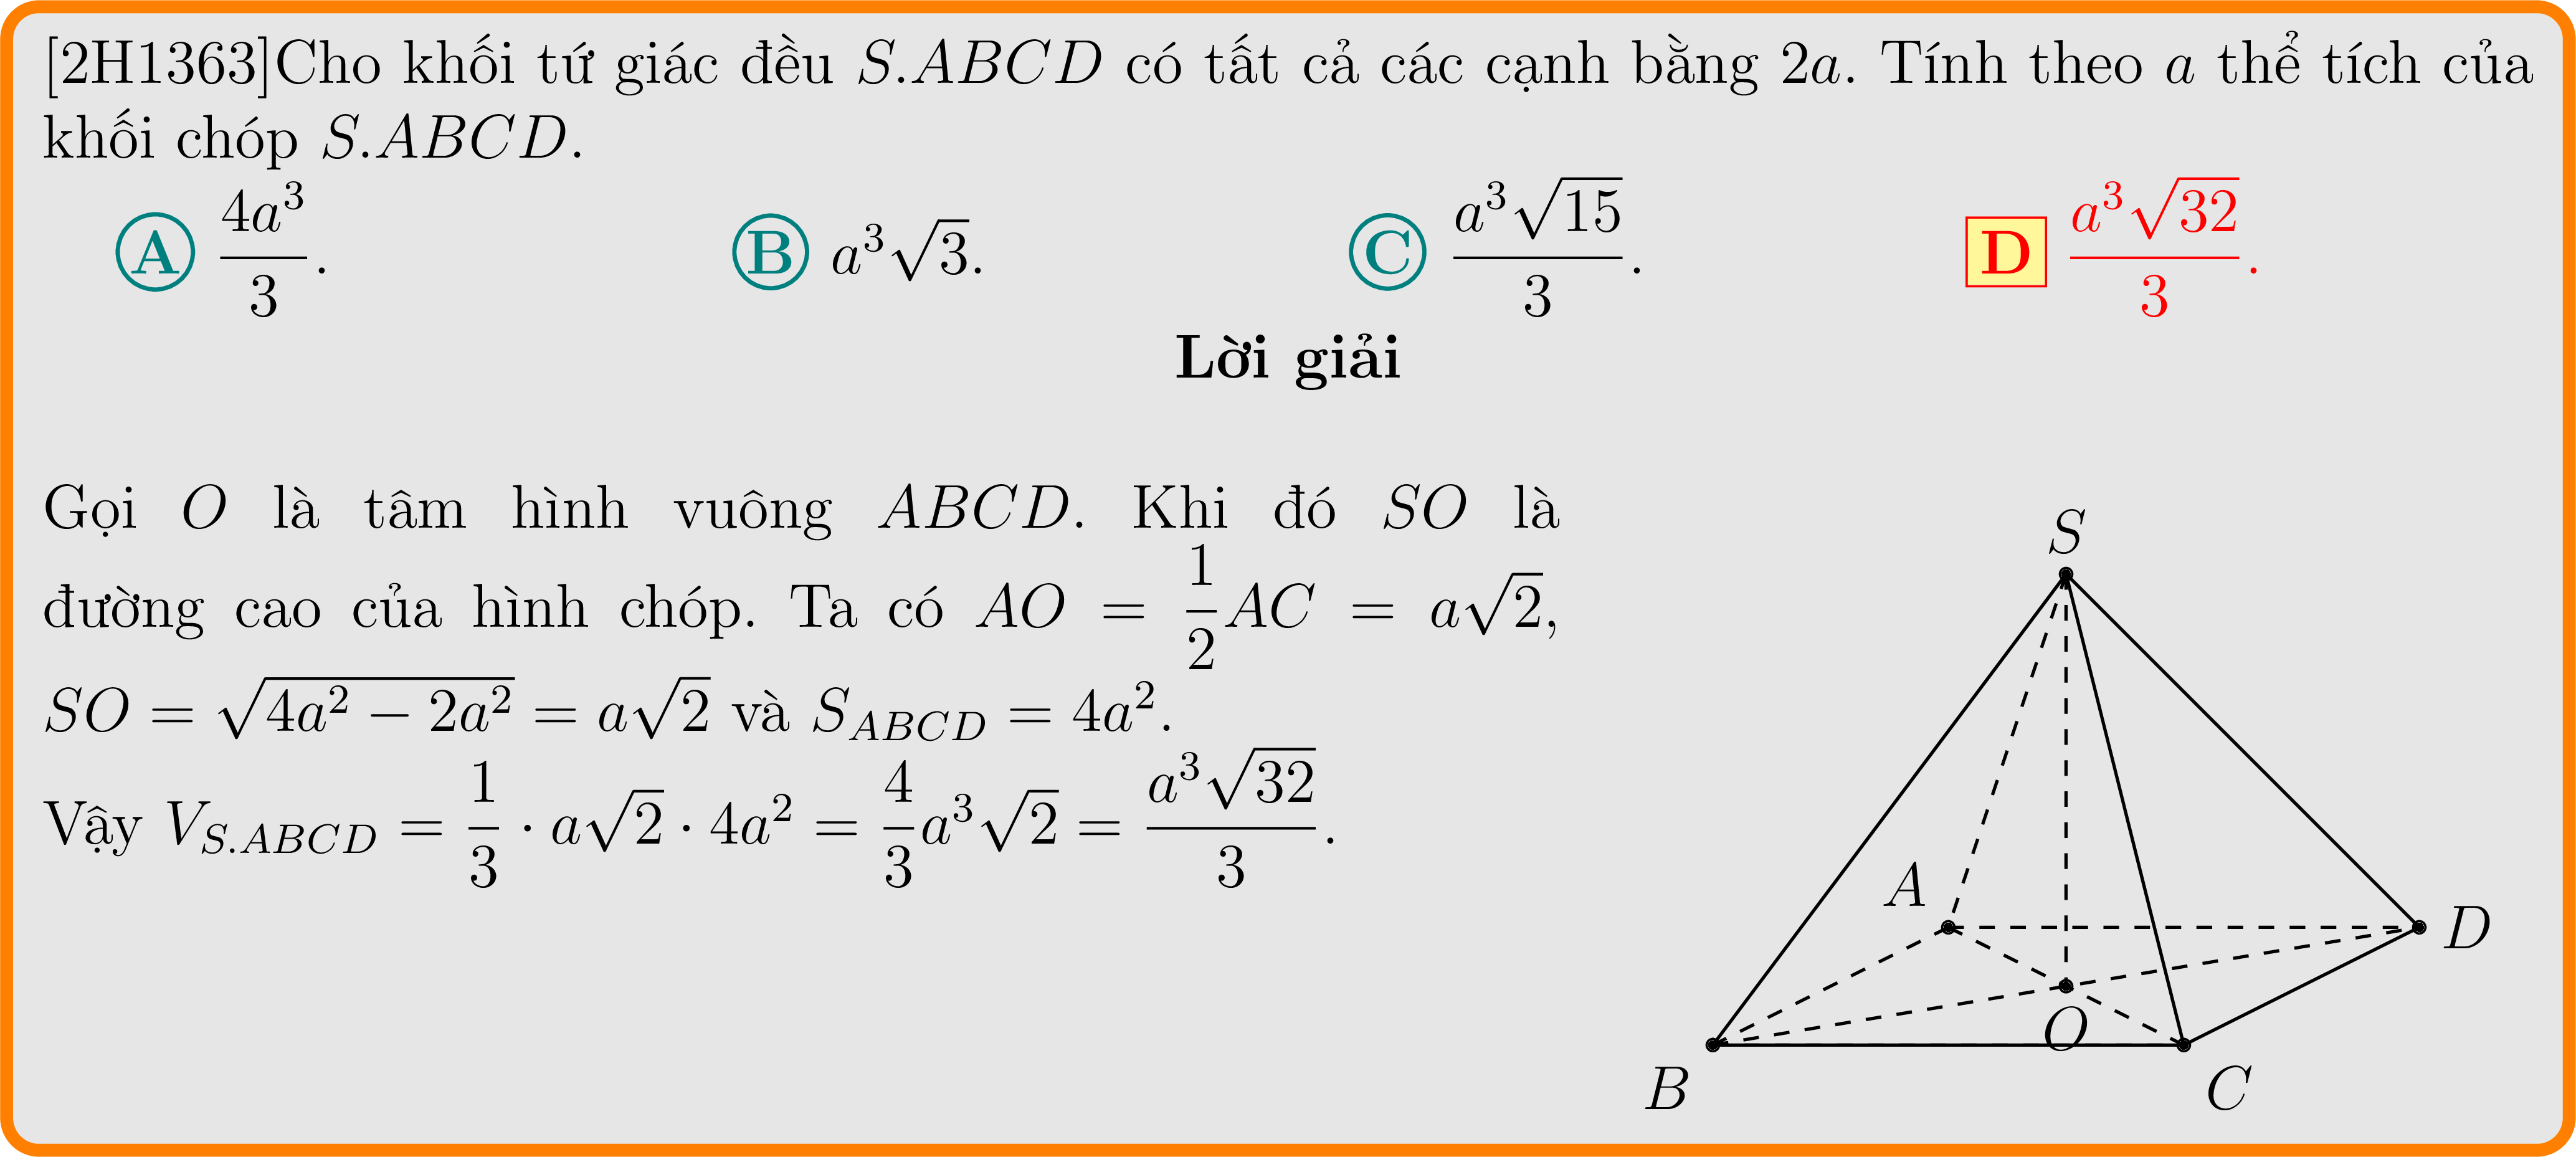 [2H1363]Cho khối tứ giác đều S.ABCD có tất cả các cạnh bằng 2a. Tính theo a thể tích của
khối chóp S.ABCD.
A $\frac{4a^3}{3}$. B $a^3\sqrt{3}$. C $\frac{a^3\sqrt{15}}{3}$. D $\frac{a^3\sqrt{32}}{3}$.
Lời giải
Gọi O là tâm hình vuông ABCD. Khi đó SO là
đường cao của hình chóp. Ta có $AO = \frac{1}{2}AC = a\sqrt{2}$,
$SO = \sqrt{4a^2 - 2a^2} = a\sqrt{2}$ và $S_{ABCD} = 4a^2$.
Vậy $V_{S.ABCD} = \frac{1}{3} \cdot a\sqrt{2} \cdot 4a^2 = \frac{4}{3}a^3\sqrt{2} = \frac{a^3\sqrt{32}}{3}$.
S
A
D
O
B
C